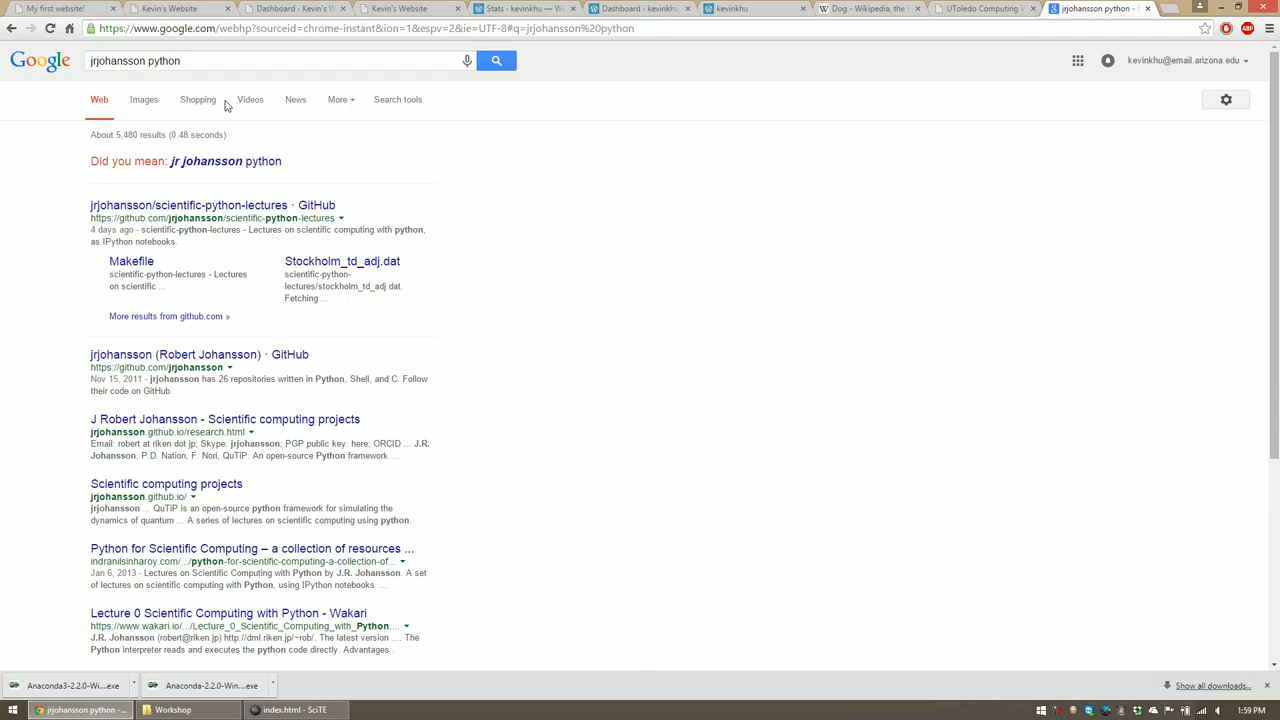 My first website!
Kevin's Website
Dashboard ‹ Kevin's W
Kevin's Website
Stats ‹ kevinkhu — Wo
Dashboard ‹ kevinkhu
kevinkhu
Dog - Wikipedia, the f
UToledo Computing W
jrjohansson python - G
https://www.google.com/webhp?sourceid=chrome-instant&ion=1&espv=2&ie=UTF-8#q=jrjohansson%20python
Google
jrjohansson python
kevinkhu@email.arizona.edu
Web Images Shopping Videos News More Search tools
About 5,480 results (0.48 seconds)
Did you mean: jr johansson python
jrjohansson/scientific-python-lectures · GitHub
https://github.com/jrjohansson/scientific-python-lectures
4 days ago - scientific-python-lectures - Lectures on scientific computing with python,
as IPython notebooks.
Makefile
scientific-python-lectures - Lectures
on scientific ...
Stockholm_td_adj.dat
scientific-python-
lectures/stockholm_td_adj.dat.
Fetching ...
More results from github.com »
jrjohansson (Robert Johansson) · GitHub
https://github.com/jrjohansson
Nov 15, 2011 - jrjohansson has 26 repositories written in Python, Shell, and C. Follow
their code on GitHub.
J Robert Johansson - Scientific computing projects
jrjohansson.github.io/research.html
Email: robert at riken dot jp; Skype: jrjohansson; PGP public key: here; ORCID ... J.R.
Johansson, P.D. Nation, F. Nori, QuTiP: An open-source Python framework ...
Scientific computing projects
jrjohansson.github.io/
jrjohansson ... QuTiP is an open-source python framework for simulating the
dynamics of quantum ... A series of lectures on scientific computing using python.
Python for Scientific Computing – a collection of resources ...
indranilsinharoy.com/.../python-for-scientific-computing-a-collection-of...
Jan 6, 2013 - Lectures on Scientific Computing with Python by J.R. Johansson. A set
of lectures on scientific computing with Python, using IPython notebooks ...
Lecture 0 Scientific Computing with Python - Wakari
https://www.wakari.io/.../Lecture_0_Scientific_Computing_with_Python....
J.R. Johansson (robert@riken.jp) http://dml.riken.jp/~rob/. The latest version .... The
Python interpreter reads and executes the python code directly. Advantages:.
Anaconda3-2.2.0-Wi....exe
Anaconda-2.2.0-Win....exe
Show all downloads...
jrjohansson python -...
Workshop
index.html - SciTE
1:59 PM